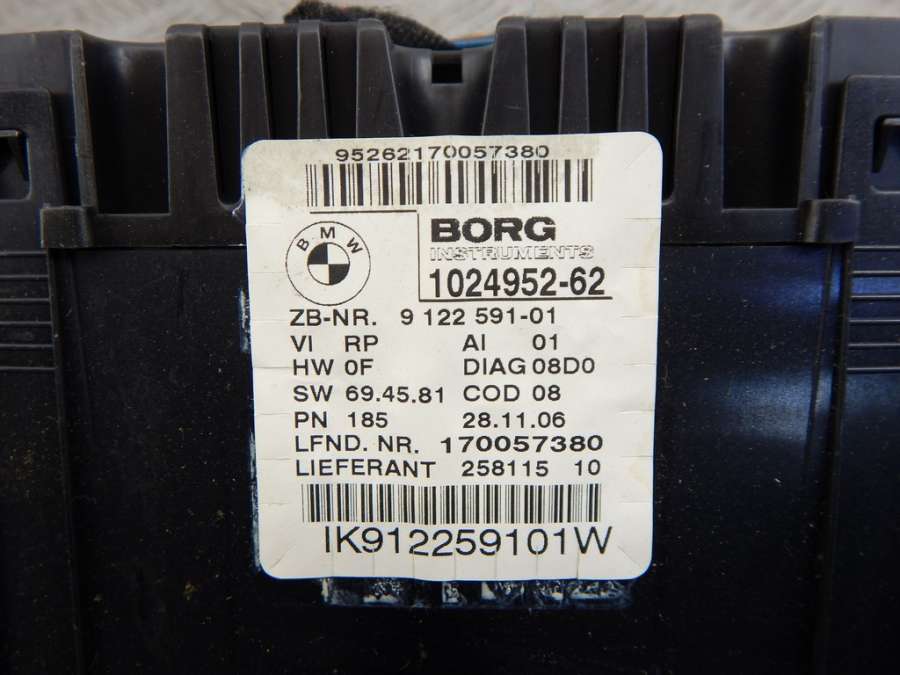 95262170057380
BMW
BORG
INSTRUMENTS
1024952-62
ZB-NR. 9 122 591-01
VI RP AI 01
HW 0F DIAG 08D0
SW 69.45.81 COD 08
PN 185 28.11.06
LFND. NR. 170057380
LIEFERANT 258115 10
IK912259101W